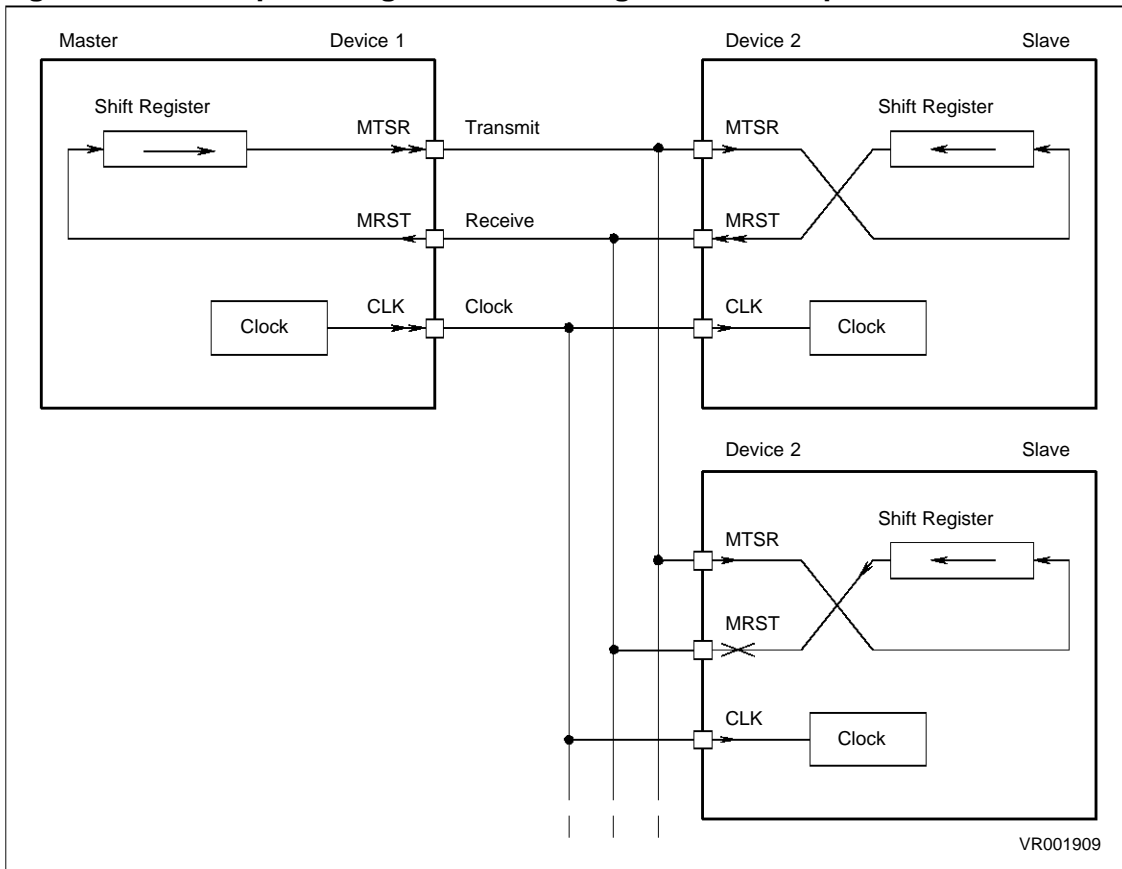 Master Device 1
Shift Register
MTSR Transmit
MRST Receive
CLK Clock
Clock
Device 2 Slave
Shift Register
MTSR
MRST
CLK
Clock
Device 2 Slave
Shift Register
MTSR
MRST
CLK
Clock
VR001909